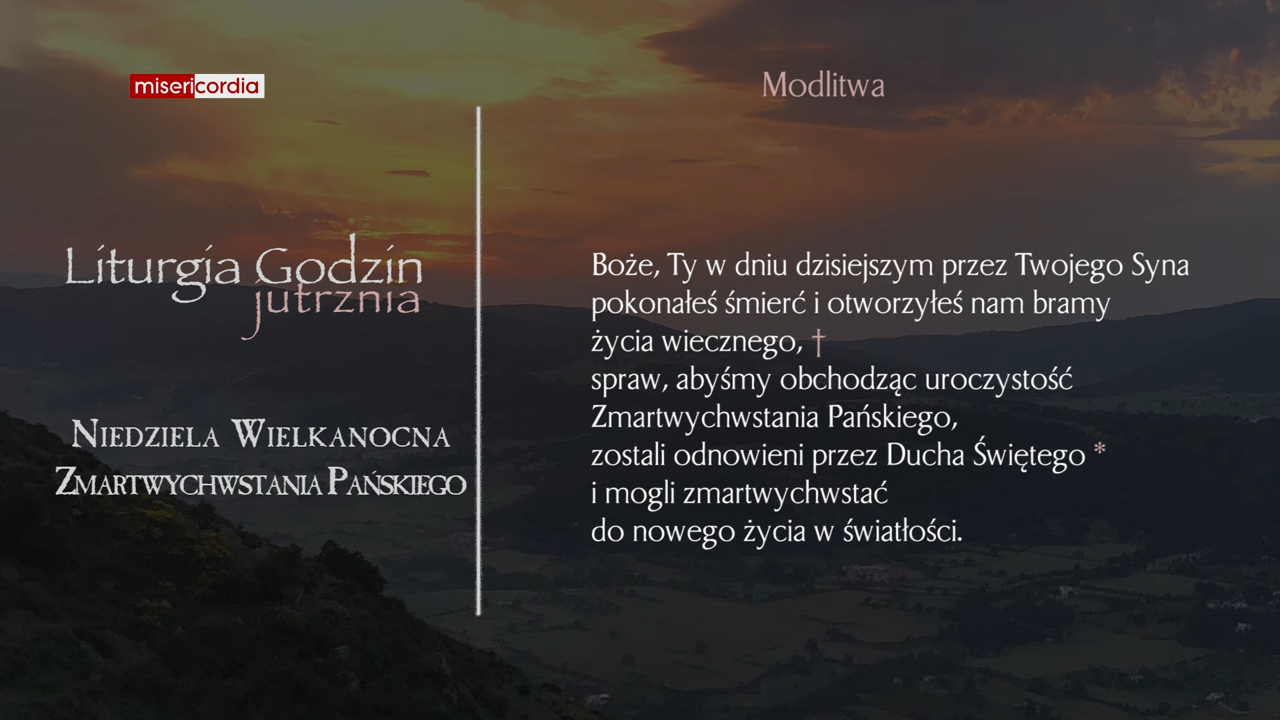 misericordia
Liturgia Godzin
jutrznia
Niedziela Wielkanocna
Zmartwychwstania Pańskiego
Modlitwa
Boże, Ty w dniu dzisiejszym przez Twojego Syna
pokonałeś śmierć i otworzyłeś nam bramy
życia wiecznego, †
spraw, abyśmy obchodząc uroczystość
Zmartwychwstania Pańskiego,
zostali odnowieni przez Ducha Świętego *
i mogli zmartwychwstać
do nowego życia w światłości.